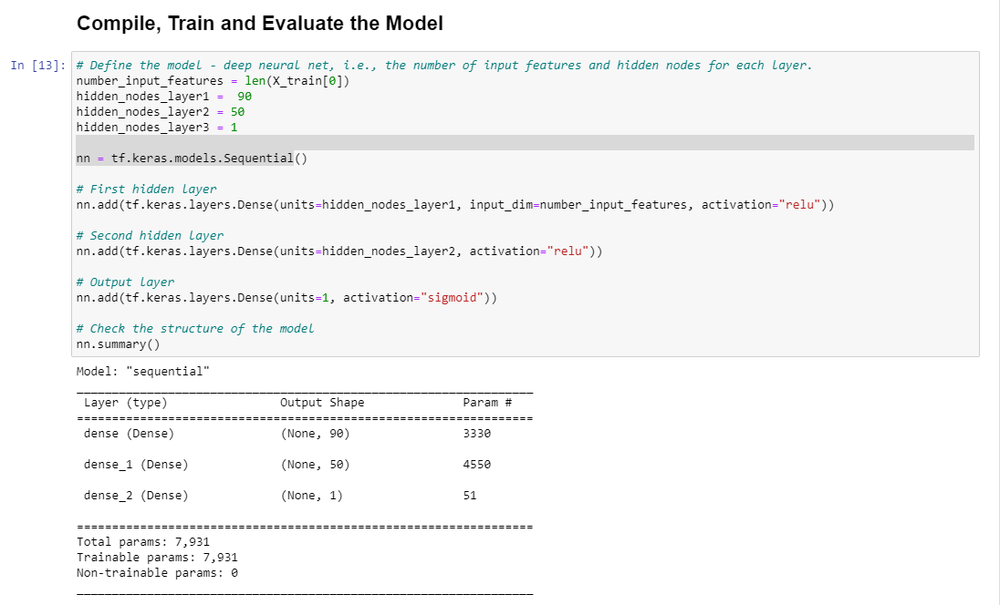 Compile, Train and Evaluate the Model
In [13]: # Define the model - deep neural net, i.e., the number of input features and hidden nodes for each layer.
number_input_features = len(X_train[0])
hidden_nodes_layer1 =  90
hidden_nodes_layer2 = 50
hidden_nodes_layer3 = 1
nn = tf.keras.models.Sequential()
# First hidden layer
nn.add(tf.keras.layers.Dense(units=hidden_nodes_layer1, input_dim=number_input_features, activation="relu"))
# Second hidden layer
nn.add(tf.keras.layers.Dense(units=hidden_nodes_layer2, activation="relu"))
# Output layer
nn.add(tf.keras.layers.Dense(units=1, activation="sigmoid"))
# Check the structure of the model
nn.summary()
Model: "sequential"
_________________________________________________________________
Layer (type) Output Shape Param #
=================================================================
dense (Dense) (None, 90) 3330
dense_1 (Dense) (None, 50) 4550
dense_2 (Dense) (None, 1) 51
=================================================================
Total params: 7,931
Trainable params: 7,931
Non-trainable params: 0
_________________________________________________________________